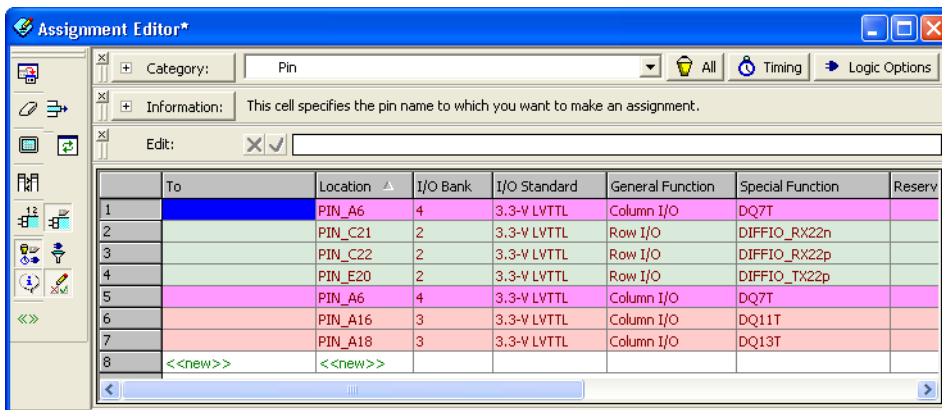 Assignment Editor*
Category: Pin All Timing Logic Options
Information: This cell specifies the pin name to which you want to make an assignment.
Edit:
To Location I/O Bank I/O Standard General Function Special Function Reserv
1 PIN_A6 4 3.3-V LVTTL Column I/O DQ7T
2 PIN_C21 2 3.3-V LVTTL Row I/O DIFFIO_RX22n
3 PIN_C22 2 3.3-V LVTTL Row I/O DIFFIO_RX22p
4 PIN_E20 2 3.3-V LVTTL Row I/O DIFFIO_TX22p
5 PIN_A6 4 3.3-V LVTTL Column I/O DQ7T
6 PIN_A16 3 3.3-V LVTTL Column I/O DQ11T
7 PIN_A18 3 3.3-V LVTTL Column I/O DQ13T
8 <<new>> <<new>>